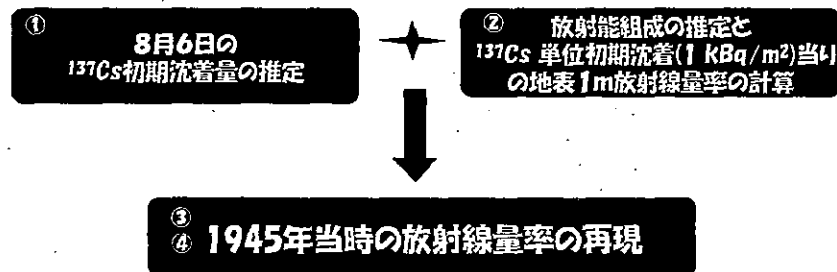 ①
8月6日の
¹³⁷Cs初期沈着量の推定
②
放射能組成の推定と
¹³⁷Cs 単位初期沈着(1 kBq/m²)当り
の地表1m放射線量率の計算
③
④ 1945年当時の放射線量率の再現